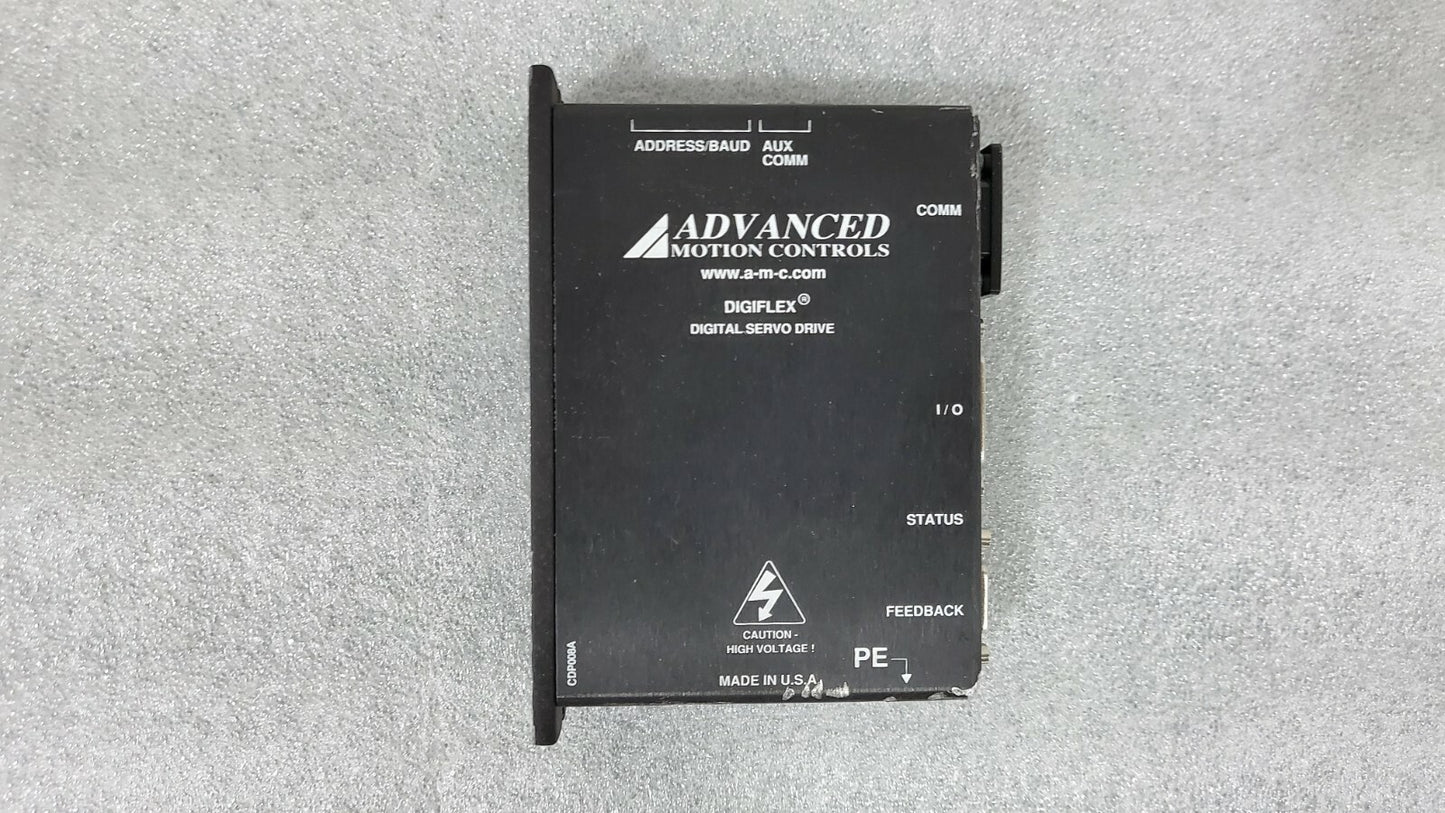 ADDRESS/BAUD
AUX
COMM
COMM
ADVANCED
MOTION CONTROLS
www.a-m-c.com
DIGIFLEX®
DIGITAL SERVO DRIVE
I / O
STATUS
FEEDBACK
CAUTION -
HIGH VOLTAGE !
PE
CDP008A
MADE IN U.S.A.